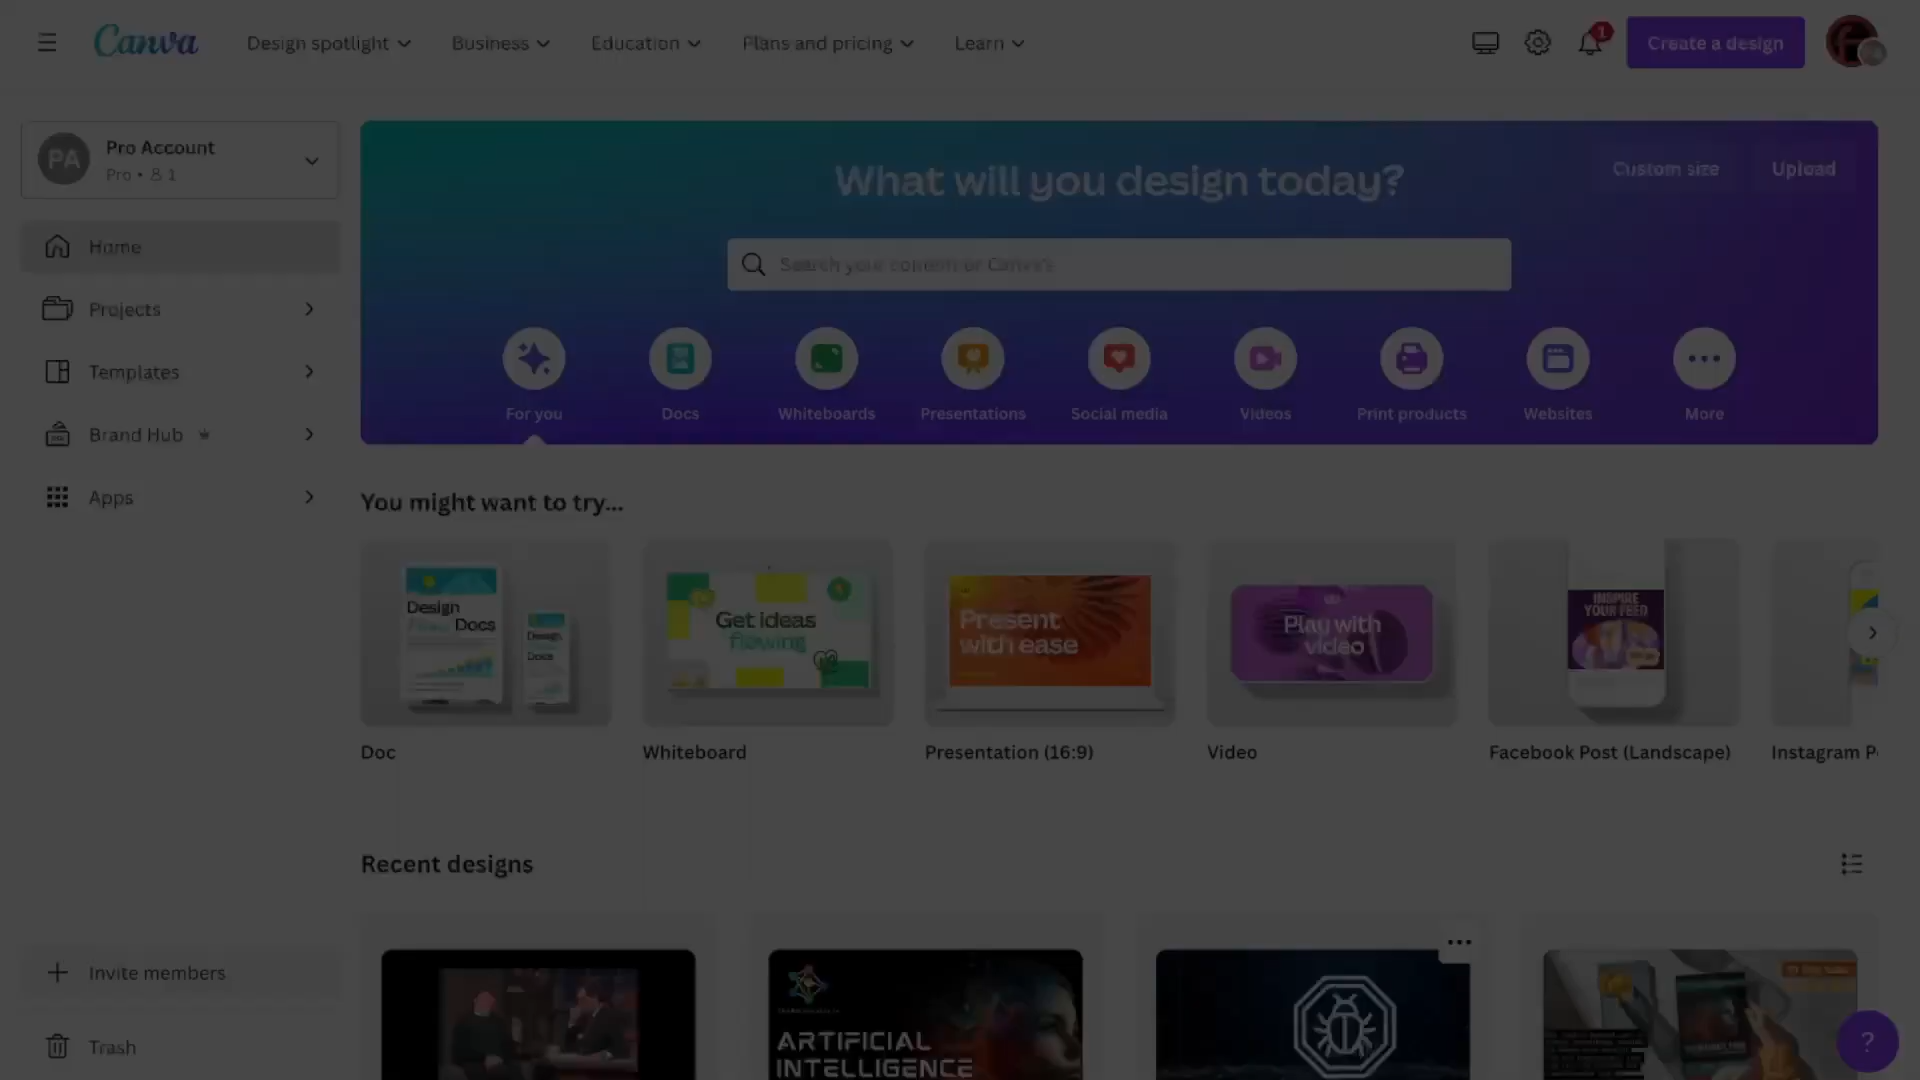 Canva
Design spotlight
Business
Education
Plans and pricing
Learn
1
Create a design
PA
Pro Account
Pro • 1
Home
Projects
Templates
Brand Hub
Apps
Invite members
Trash
What will you design today?
Custom size
Upload
Search your content or Canva's
For you
Docs
Whiteboards
Presentations
Social media
Videos
Print products
Websites
More
You might want to try...
Design
Docs
Design
Docs
Get ideas
flowing
Present
with ease
Play with
video
INSPIRE
YOUR FEED
Doc
Whiteboard
Presentation (16:9)
Video
Facebook Post (Landscape)
Instagram P
Recent designs
ARTIFICIAL
INTELLIGENCE
?